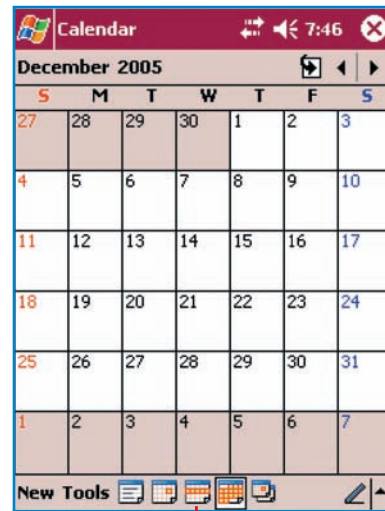 Calendar 7:46
December 2005
S M T W T F S
27 28 29 30 1 2 3
4 5 6 7 8 9 10
11 12 13 14 15 16 17
18 19 20 21 22 23 24
25 26 27 28 29 30 31
1 2 3 4 5 6 7
New Tools